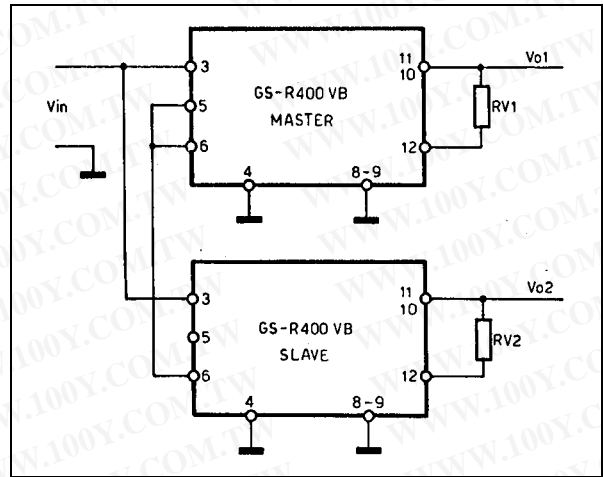 Vin
3
5
6
GS-R400 VB
MASTER
4
8-9
11
10
12
Vo1
RV1
3
5
6
GS-R400 VB
SLAVE
4
8-9
11
10
12
Vo2
RV2
WWW.100Y.COM.TW